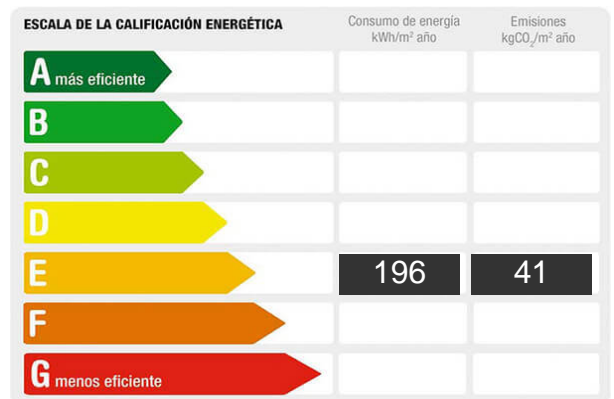 ESCALA DE LA CALIFICACIÓN ENERGÉTICA
Consumo de energía
kWh/m² año
Emisiones
kgCO₂/m² año
A más eficiente
B
C
D
E 196 41
F
G menos eficiente